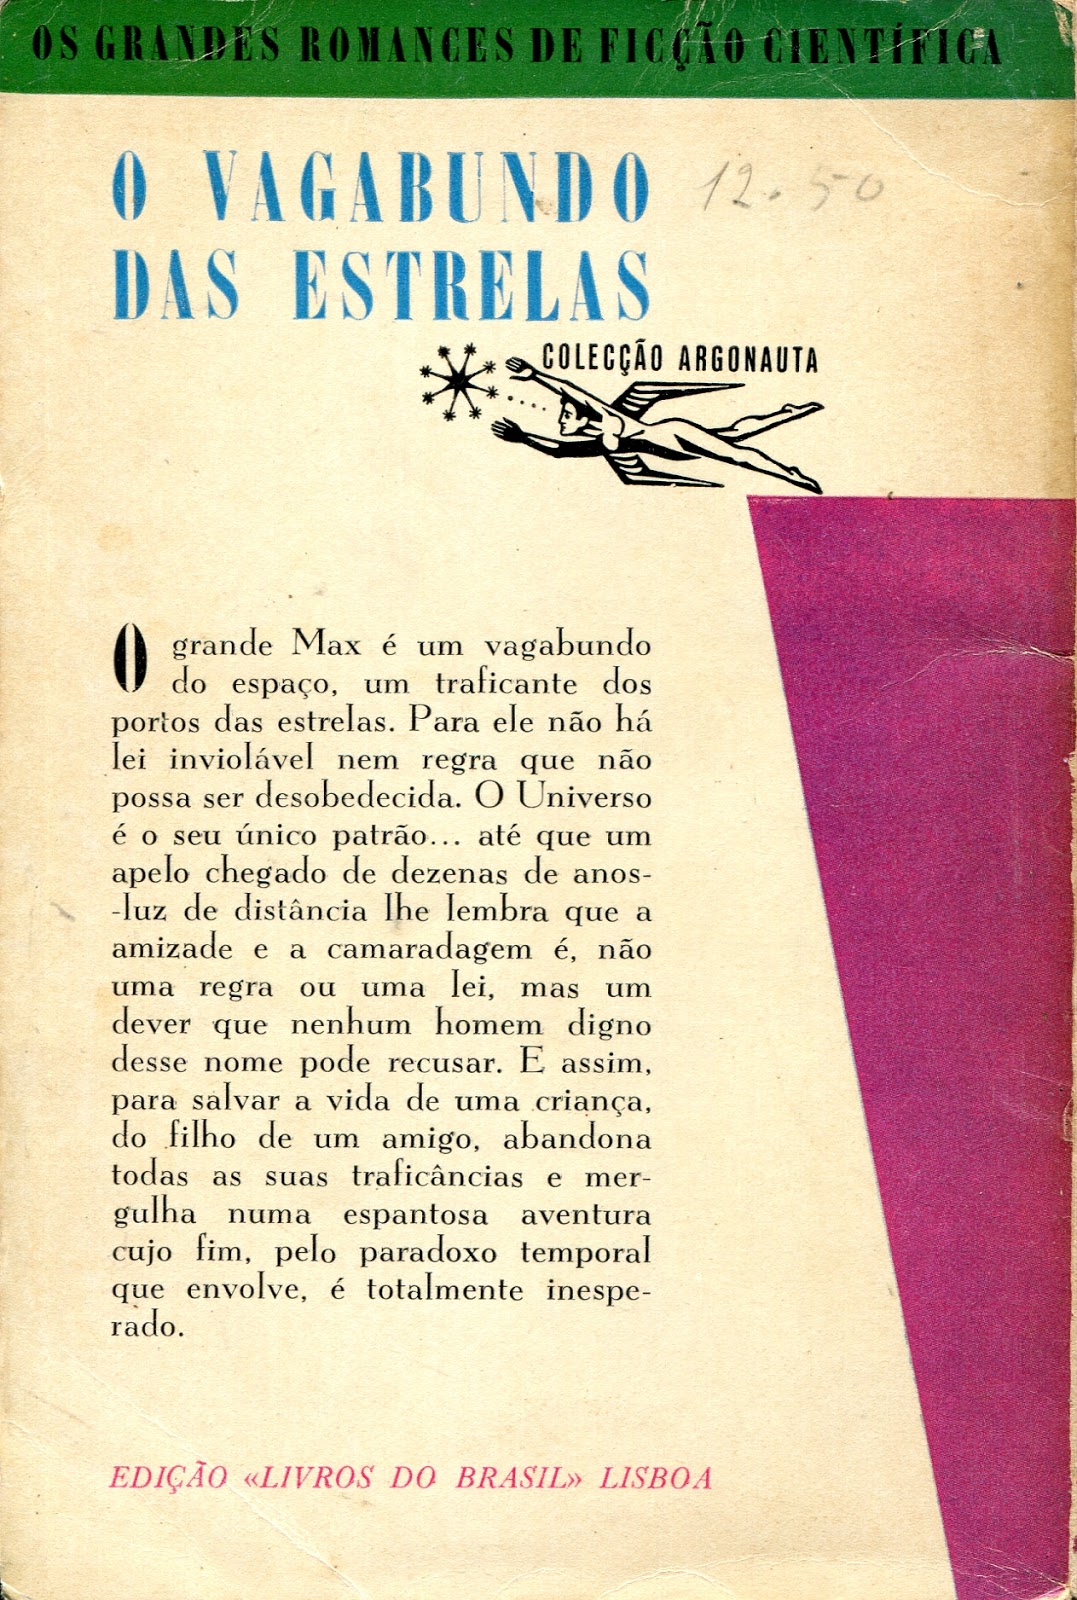 OS GRANDES ROMANCES DE FICÇÃO CIENTÍFICA
O VAGABUNDO
12.50
DAS ESTRELAS
COLECÇÃO ARGONAUTA
O grande Max é um vagabundo
do espaço, um traficante dos
portos das estrelas. Para ele não há
lei inviolável nem regra que não
possa ser desobedecida. O Universo
é o seu único patrão... até que um
apelo chegado de dezenas de anos-
-luz de distância lhe lembra que a
amizade e a camaradagem é, não
uma regra ou uma lei, mas um
dever que nenhum homem digno
desse nome pode recusar. E assim,
para salvar a vida de uma criança,
do filho de um amigo, abandona
todas as suas traficâncias e mer-
gulha numa espantosa aventura
cujo fim, pelo paradoxo temporal
que envolve, é totalmente inespe-
rado.
EDIÇÃO «LIVROS DO BRASIL» LISBOA